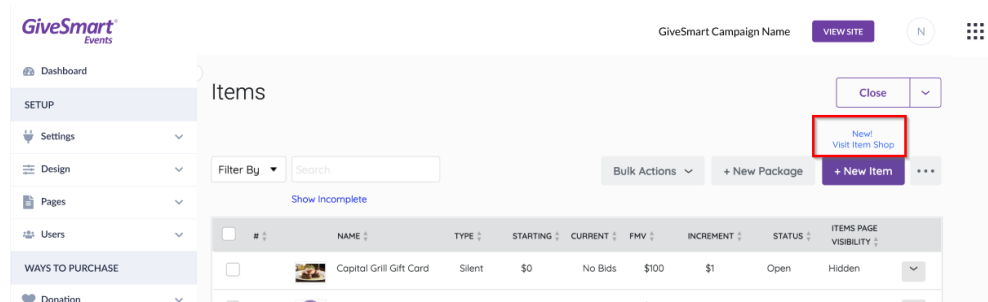 GiveSmart
Events
GiveSmart Campaign Name
VIEW SITE
N
Dashboard
SETUP
Settings
Design
Pages
Users
WAYS TO PURCHASE
Donation
Items
Close
New!
Visit Item Shop
Filter By
Search
Bulk Actions
+ New Package
+ New Item
Show Incomplete
# NAME TYPE STARTING CURRENT FMV INCREMENT STATUS ITEMS PAGE
VISIBILITY
Capital Grill Gift Card Silent $0 No Bids $100 $1 Open Hidden